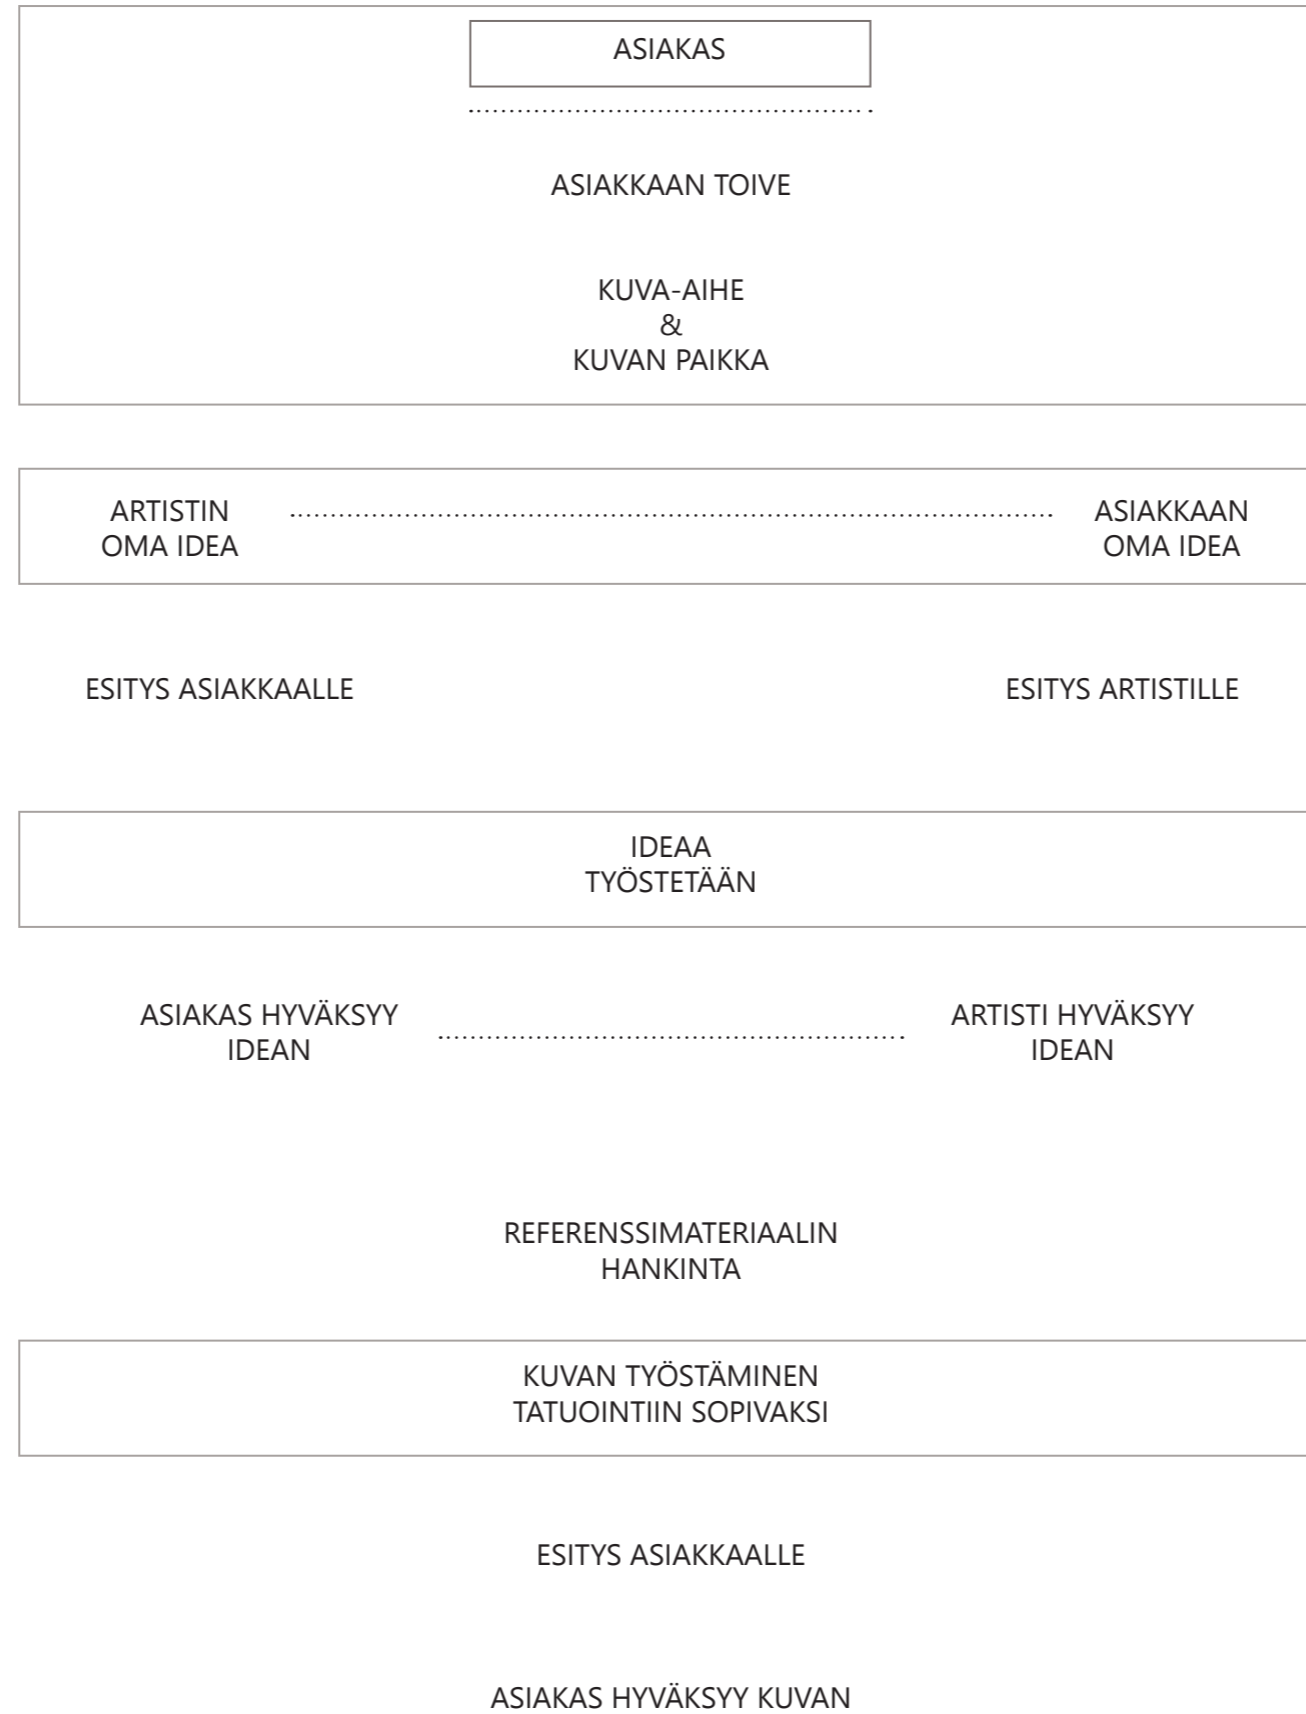 ASIAKAS
ASIAKKAAN TOIVE
KUVA-AIHE
&
KUVAN PAIKKA
ARTISTIN
OMA IDEA
ASIAKKAAN
OMA IDEA
ESITYS ASIAKKAALLE
ESITYS ARTISTILLE
IDEAA
TYÖSTETÄÄN
ASIAKAS HYVÄKSYY
IDEAN
ARTISTI HYVÄKSYY
IDEAN
REFERENSSIMATERIAALIN
HANKINTA
KUVAN TYÖSTÄMINEN
TATUOINTIIN SOPIVAKSI
ESITYS ASIAKKAALLE
ASIAKAS HYVÄKSYY KUVAN